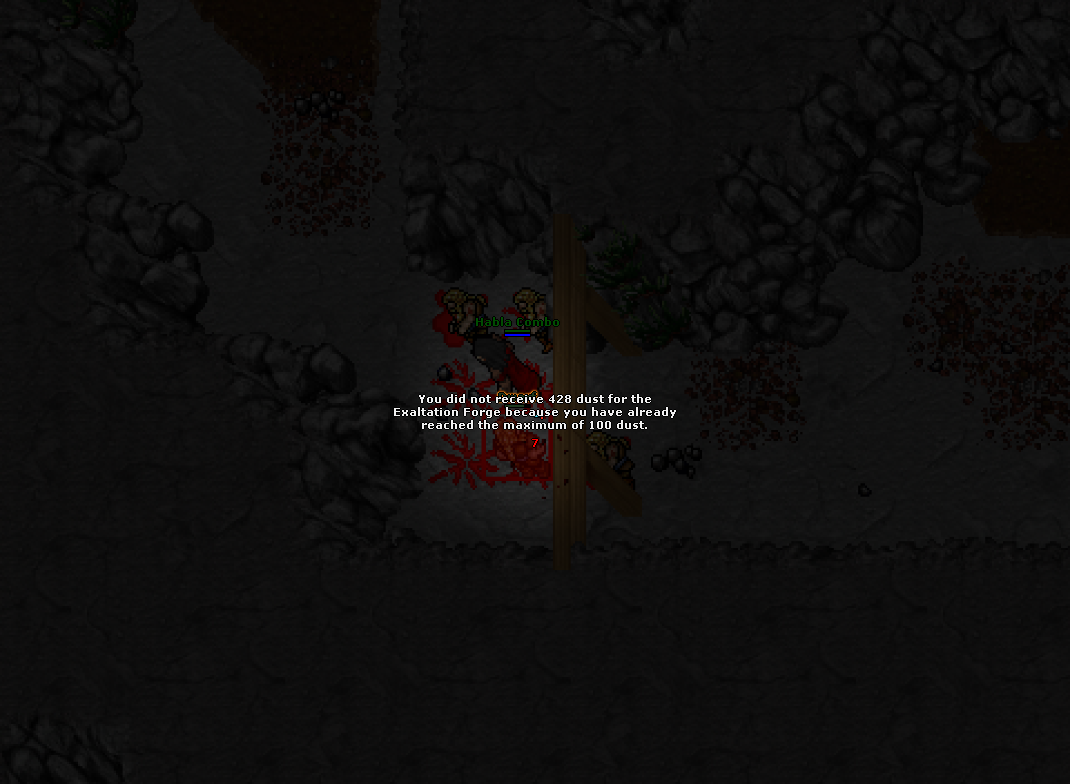 Habla Combo
You did not receive 428 dust for the
Exaltation Forge because you have already
reached the maximum of 100 dust.
7